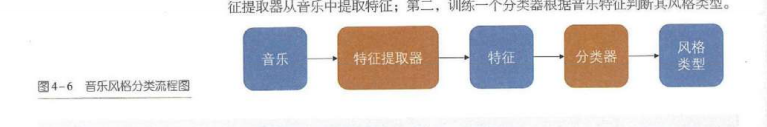 征提取器从音乐中提取特征；第二，训练一个分类器根据音乐特征判断其风格类型。
音乐
特征提取器
特征
分类器
风格
类型
图4-6 音乐风格分类流程图